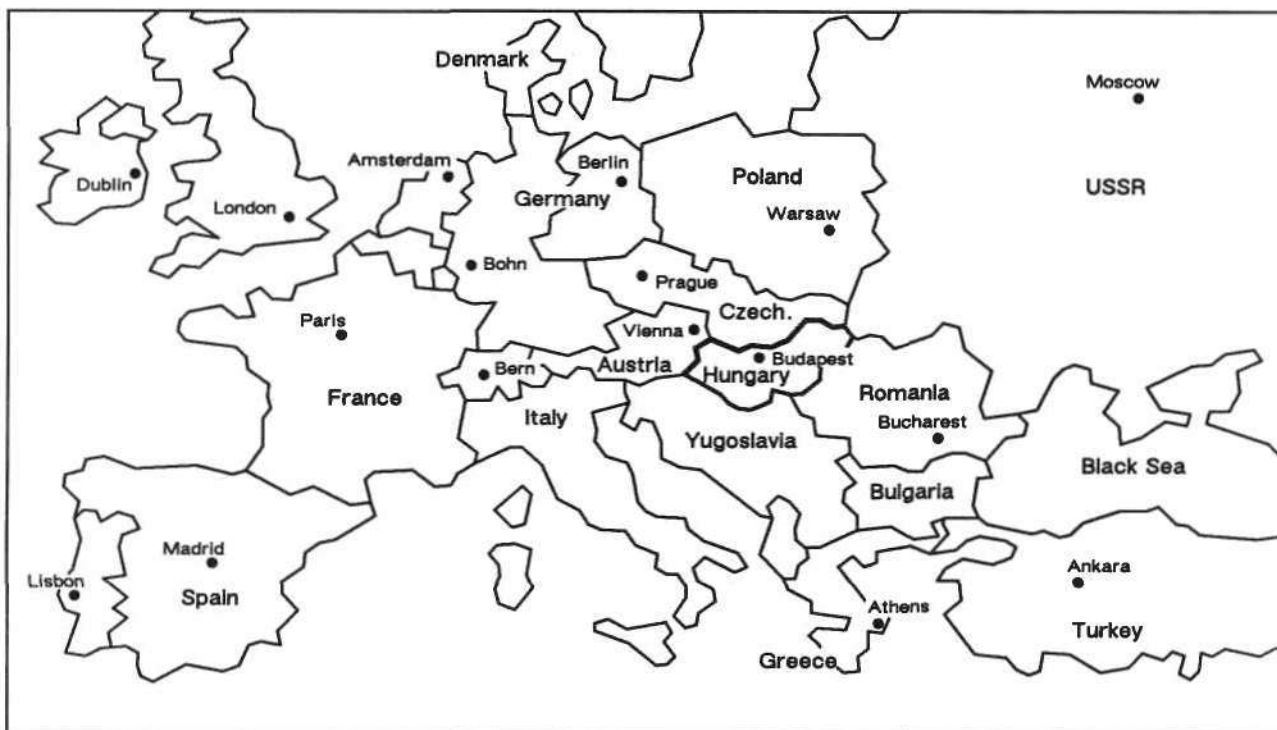 Denmark
Moscow
Amsterdam
Berlin
Dublin
Poland
USSR
Germany
London
Warsaw
Bohn
Prague
Paris
Czech.
Vienna
Budapest
Bern
Austria
Hungary
France
Romania
Italy
Bucharest
Yugoslavia
Black Sea
Bulgaria
Madrid
Lisbon
Ankara
Spain
Athens
Turkey
Greece